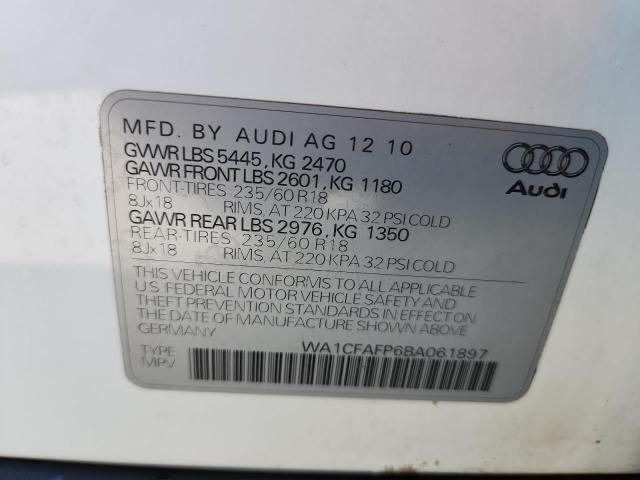 MFD. BY AUDI AG 12 10
GVWR LBS 5445, KG 2470
GAWR FRONT LBS 2601, KG 1180
FRONT-TIRES 235/60 R18
8Jx18 RIMS, AT 220 KPA 32 PSI COLD
GAWR REAR LBS 2976, KG 1350
REAR-TIRES 235/60 R18
8Jx18 RIMS, AT 220 KPA 32 PSI COLD
THIS VEHICLE CONFORMS TO ALL APPLICABLE
U.S. FEDERAL MOTOR VEHICLE SAFETY AND
THEFT PREVENTION STANDARDS IN EFFECT ON
THE DATE OF MANUFACTURE SHOWN ABOVE
GERMANY
TYPE: WA1CFAFP6BA061897
MPV
Audi